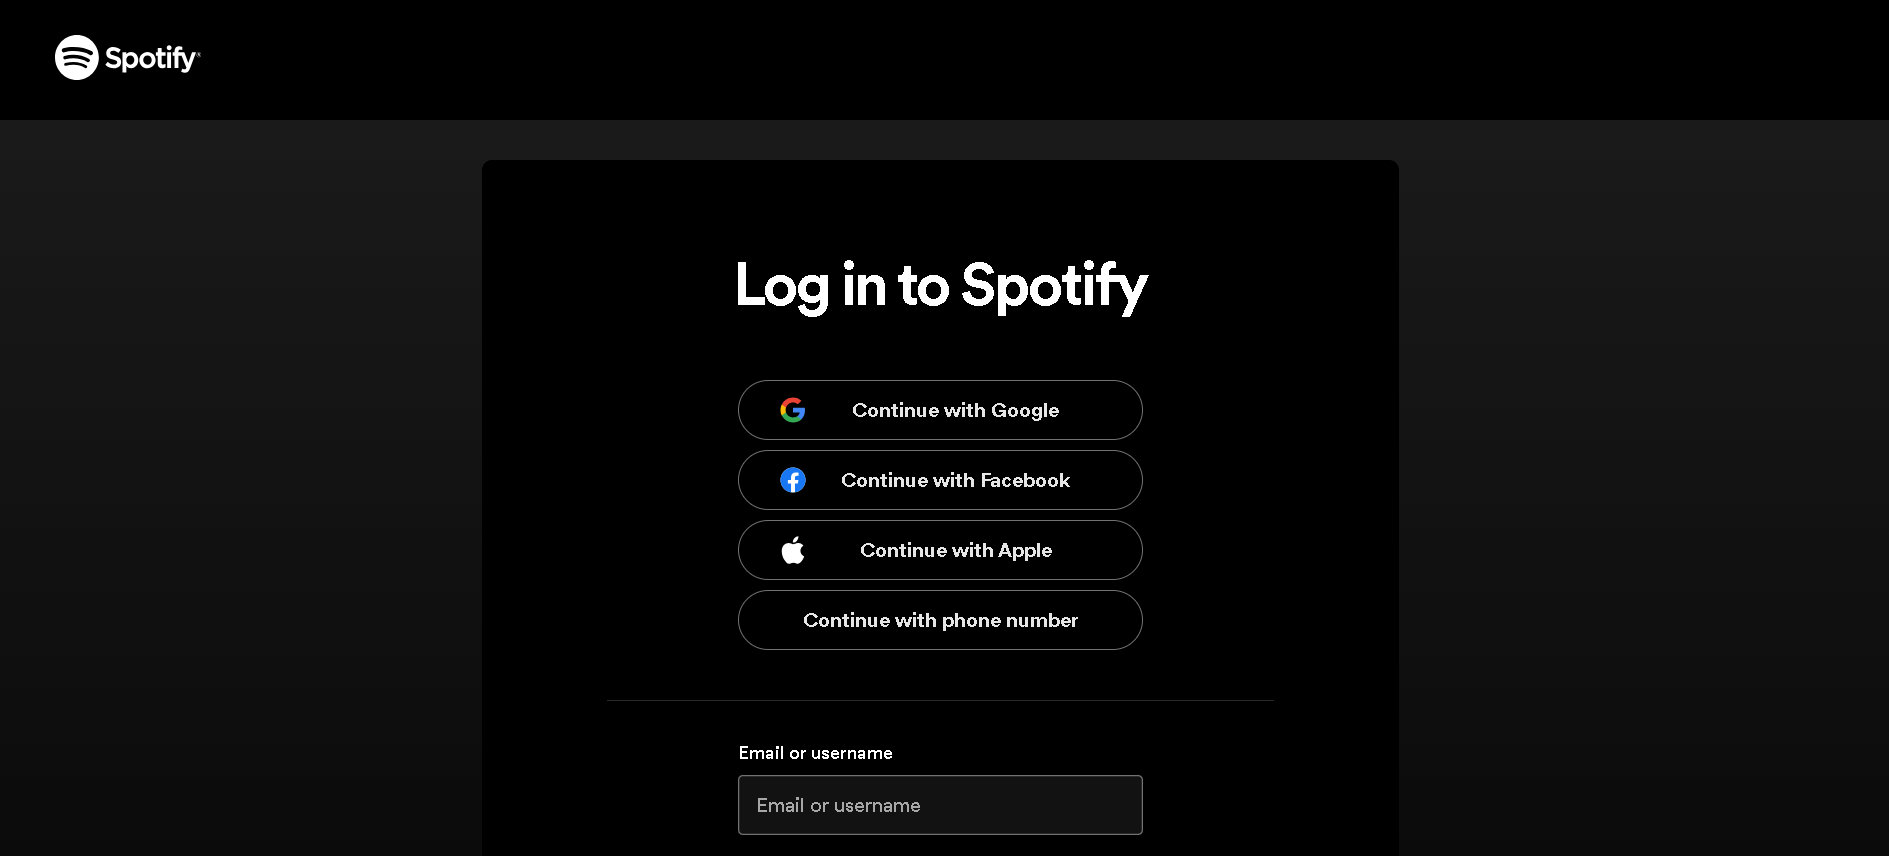 Spotify
Log in to Spotify
Continue with Google
Continue with Facebook
Continue with Apple
Continue with phone number
Email or username
Email or username